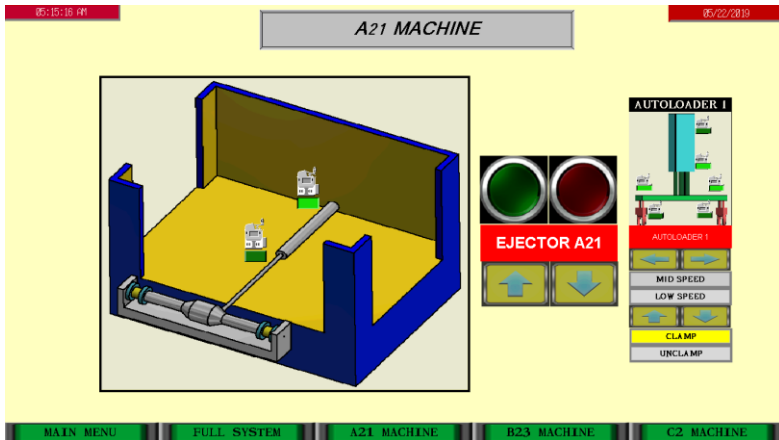 05:15:16 AM
A21 MACHINE
05/22/2019
AUTOLOADER 1
AUTOLOADER 1
EJECTOR A21
MID SPEED
LOW SPEED
CLAMP
UNCLAMP
MAIN MENU
FULL SYSTEM
A21 MACHINE
B23 MACHINE
C2 MACHINE